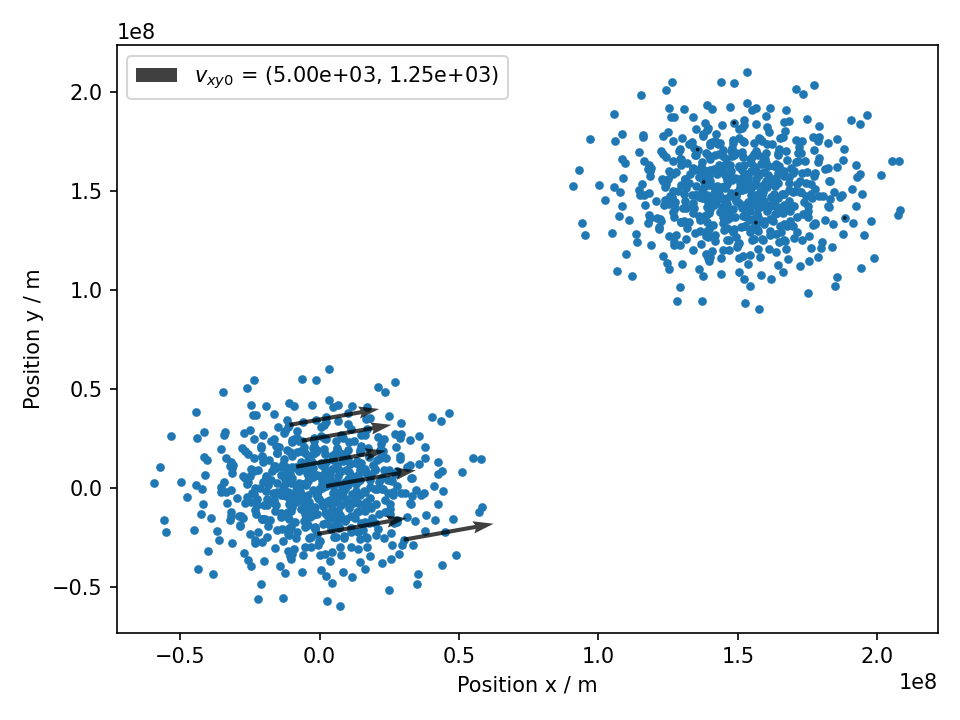 1e8
v_xy0 = (5.00e+03, 1.25e+03)
2.0
1.5
1.0
0.5
0.0
−0.5
Position y / m
−0.5 0.0 0.5 1.0 1.5 2.0
1e8
Position x / m